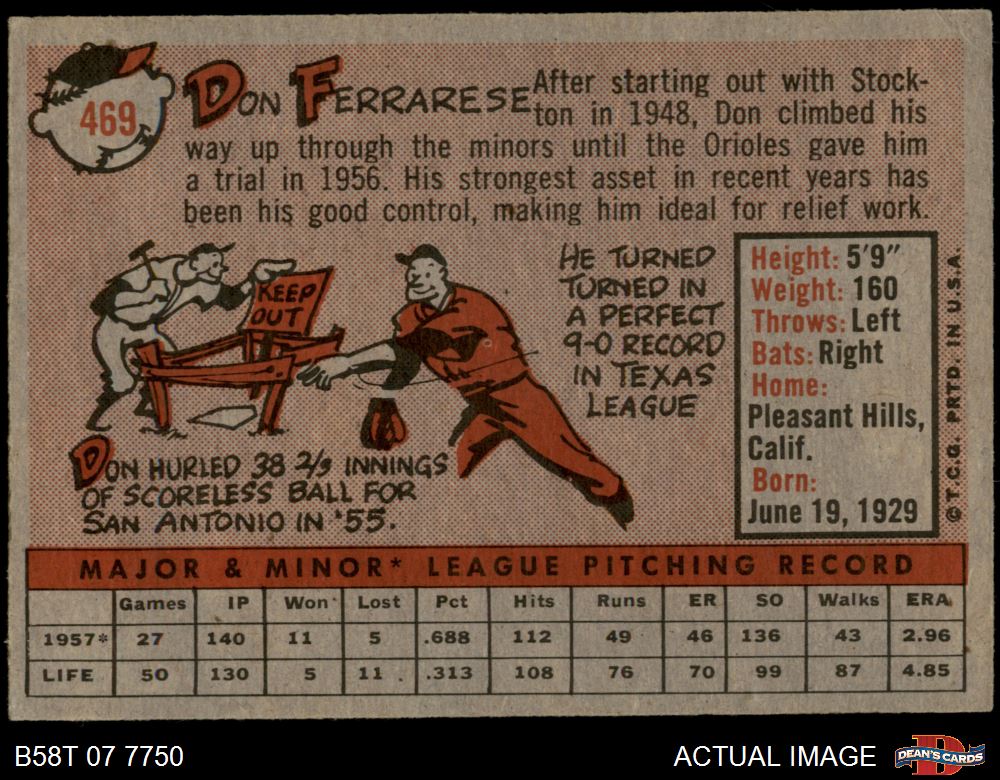 469
DON FERRARESE
After starting out with Stock-
ton in 1948, Don climbed his
way up through the minors until the Orioles gave him
a trial in 1956. His strongest asset in recent years has
been his good control, making him ideal for relief work.
KEEP
OUT
HE TURNED
TURNED IN
A PERFECT
9-0 RECORD
IN TEXAS
LEAGUE
DON HURLED 38 2/3 INNINGS
OF SCORELESS BALL FOR
SAN ANTONIO IN '55.
Height: 5'9"
Weight: 160
Throws: Left
Bats: Right
Home:
Pleasant Hills,
Calif.
Born:
June 19, 1929
© T.C.G. PRTD. IN U.S.A.
MAJOR & MINOR* LEAGUE PITCHING RECORD
Games IP Won Lost Pct Hits Runs ER SO Walks ERA
1957* 27 140 11 5 .688 112 49 46 136 43 2.96
LIFE 50 130 5 11 .313 108 76 70 99 87 4.85
B58T 07 7750
ACTUAL IMAGE
D
DEAN'S CARDS